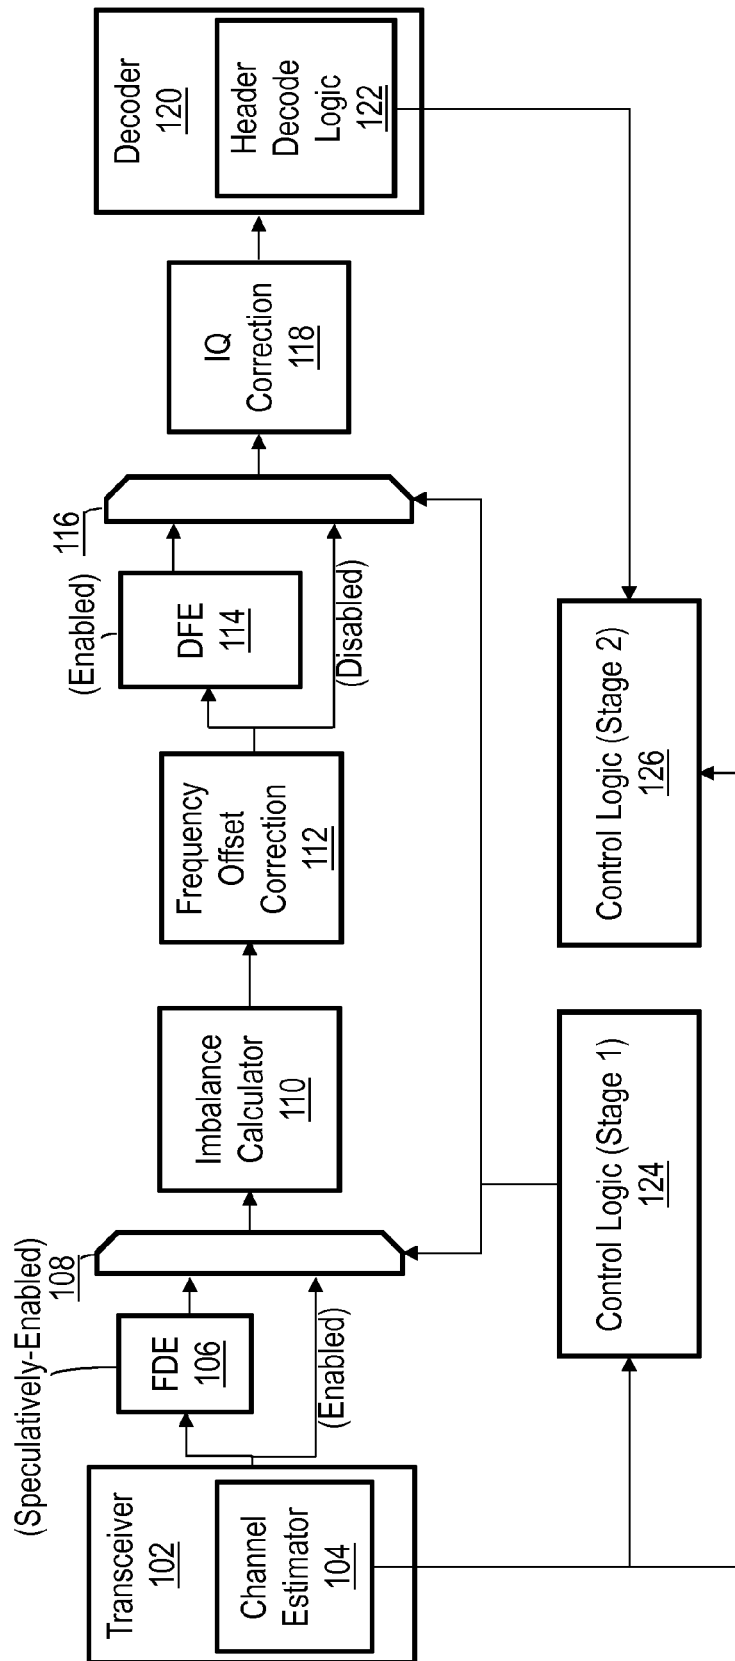 Transceiver
102
Channel
Estimator
104
(Speculatively-Enabled)
FDE
106
(Enabled)
108
Imbalance
Calculator
110
Frequency
Offset
Correction
112
(Enabled)
DFE
114
(Disabled)
116
IQ
Correction
118
Decoder
120
Header
Decode
Logic
122
Control Logic (Stage 1)
124
Control Logic (Stage 2)
126